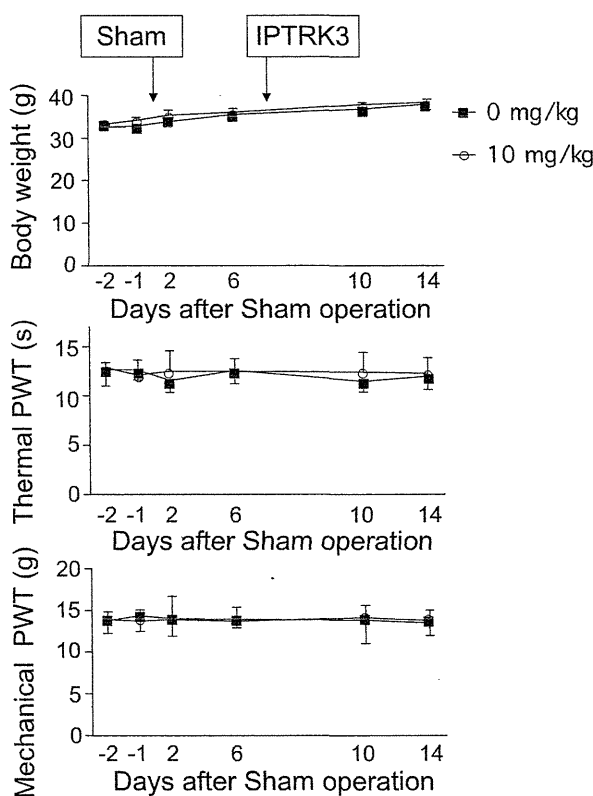 Sham
IPTRK3
Body weight (g)
40
30
20
10
0
-2 -1 2 6 10 14
Days after Sham operation
0 mg/kg
10 mg/kg
Thermal PWT (s)
15
10
5
0
-2 -1 2 6 10 14
Days after Sham operation
Mechanical PWT (g)
20
15
10
5
0
-2 -1 2 6 10 14
Days after Sham operation